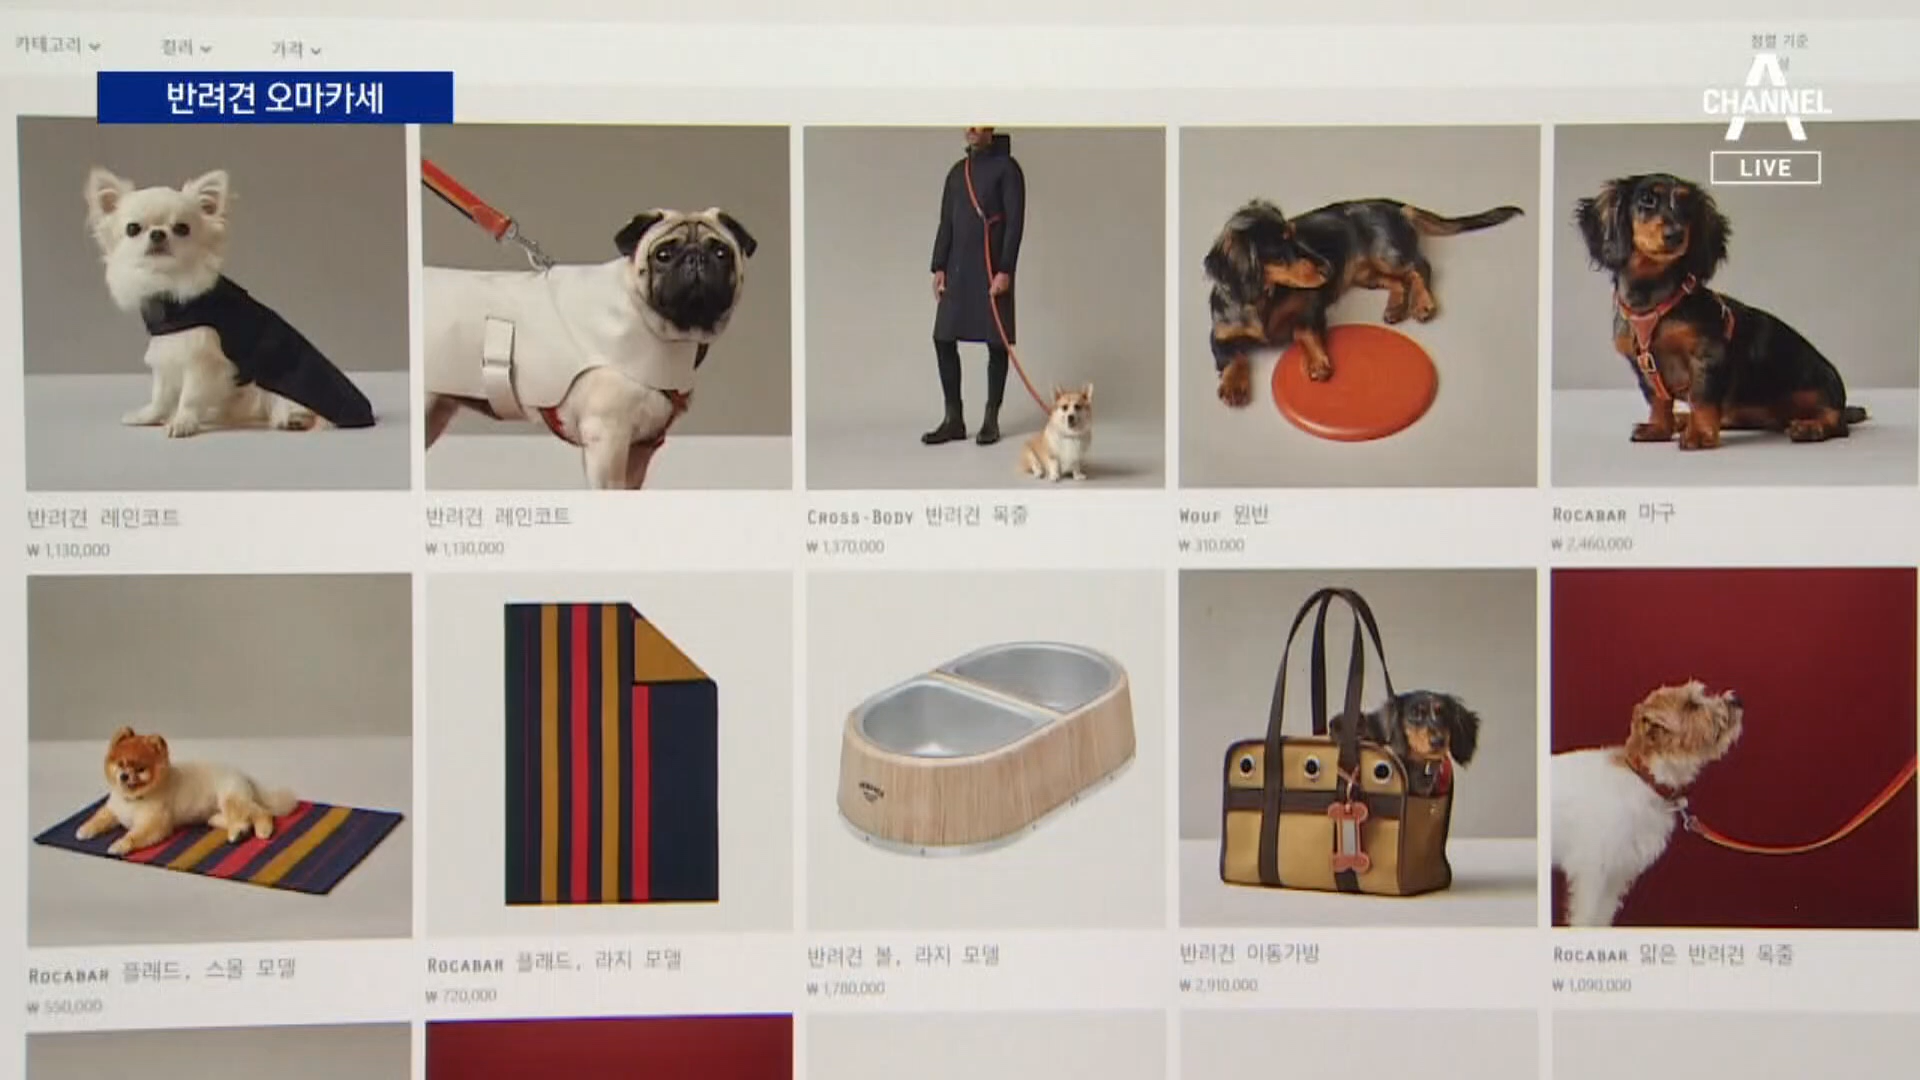 카테고리
컬러
가격
정렬 기준
반려견 오마카세
CHANNEL A
LIVE
반려견 레인코트
₩ 1,130,000
반려견 레인코트
₩ 1,130,000
CROSS-BODY 반려견 목줄
₩ 1,370,000
WOUF 원반
₩ 310,000
ROCABAR 마구
₩ 2,460,000
ROCABAR 플래드, 스몰 모델
₩ 550,000
ROCABAR 플래드, 라지 모델
₩ 720,000
반려견 볼, 라지 모델
₩ 1,780,000
반려견 이동가방
₩ 2,910,000
ROCABAR 얇은 반려견 목줄
₩ 1,090,000